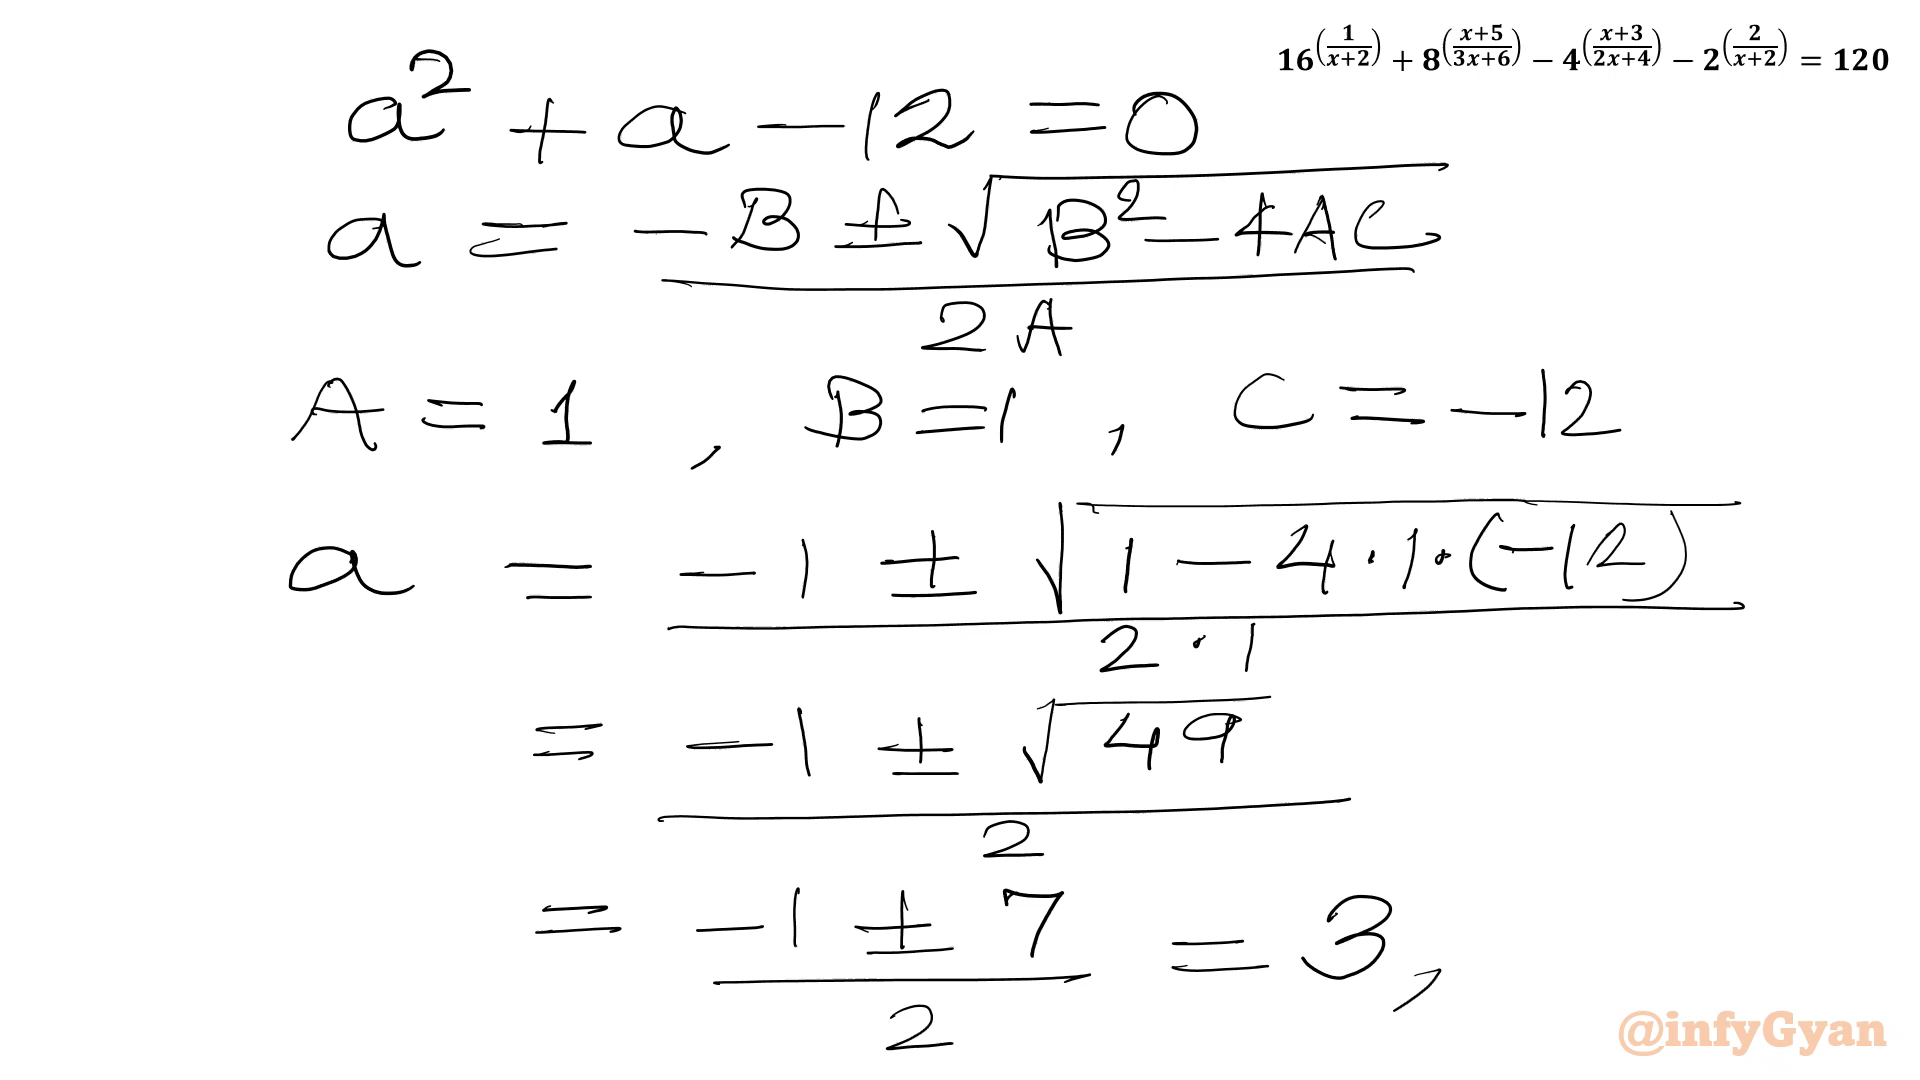 16^(1/(x+2)) + 8^((x+5)/(3x+6)) − 4^((x+3)/(2x+4)) − 2^(2/(x+2)) = 120
a² + a − 12 = 0
a = (−B ± √(B² − 4AC)) / 2A
A = 1 , B = 1 , C = −12
a = (−1 ± √(1 − 4·1·(−12))) / 2·1
= (−1 ± √49) / 2
= (−1 ± 7) / 2 = 3,
@infyGyan